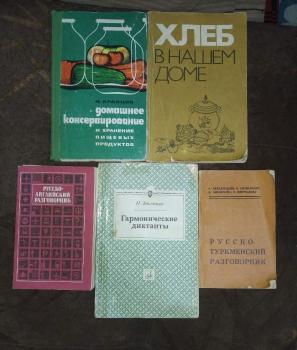 И КРАВЦОВ
домашнее
консервирование
И ХРАНЕНИЕ
ПИЩЕВЫХ
ПРОДУКТОВ
ХЛЕБ
В НАШЕМ
ДОМЕ
РУССКО-
АНГЛИЙСКИЙ
РАЗГОВОРНИК
Гармонические
диктанты
РУССКО-
ТУРКМЕНСКИЙ
РАЗГОВОРНИК